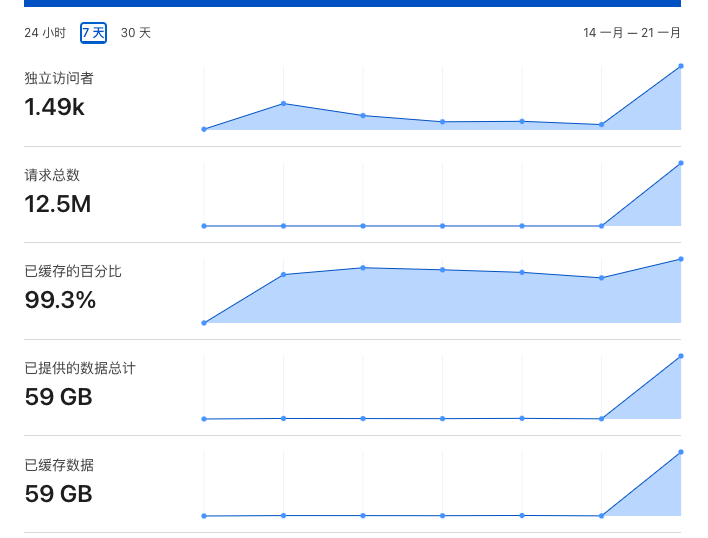 24 小时 7 天 30 天 14 一月 — 21 一月
独立访问者
1.49k
请求总数
12.5M
已缓存的百分比
99.3%
已提供的数据总计
59 GB
已缓存数据
59 GB